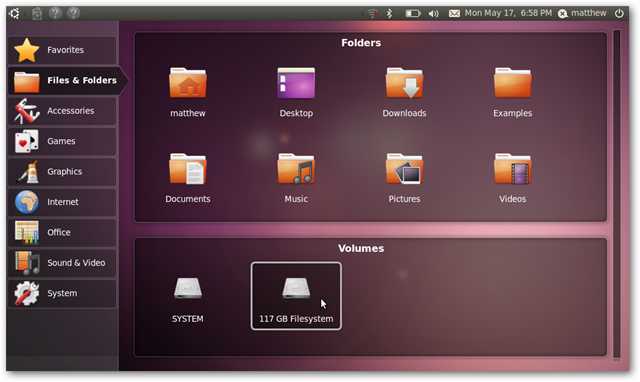 Mon May 17, 6:58 PM matthew
Favorites
Files & Folders
Accessories
Games
Graphics
Internet
Office
Sound & Video
System
Folders
matthew Desktop Downloads Examples
Documents Music Pictures Videos
Volumes
SYSTEM 117 GB Filesystem